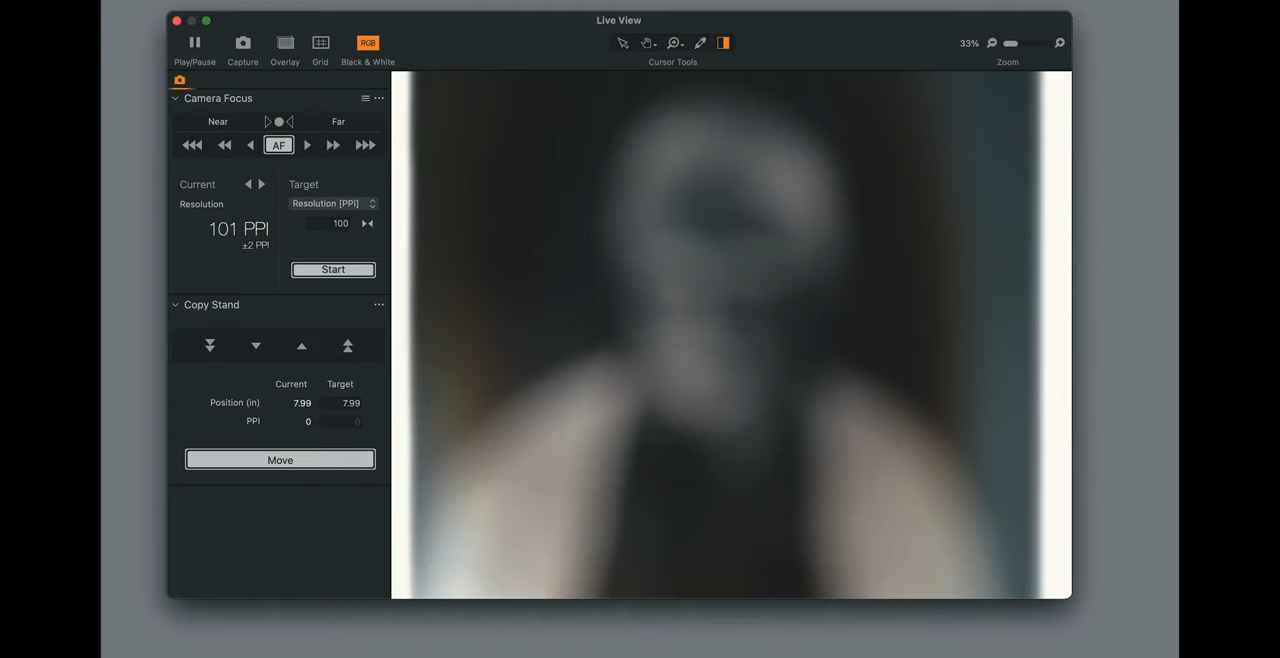 Live View
RGB
33%
Play/Pause Capture Overlay Grid Black & White Cursor Tools Zoom
Camera Focus
Near Far
AF
Current Target
Resolution Resolution [PPI]
101 PPI 100
±2 PPI
Start
Copy Stand
Current Target
Position (in) 7.99 7.99
PPI 0 0
Move